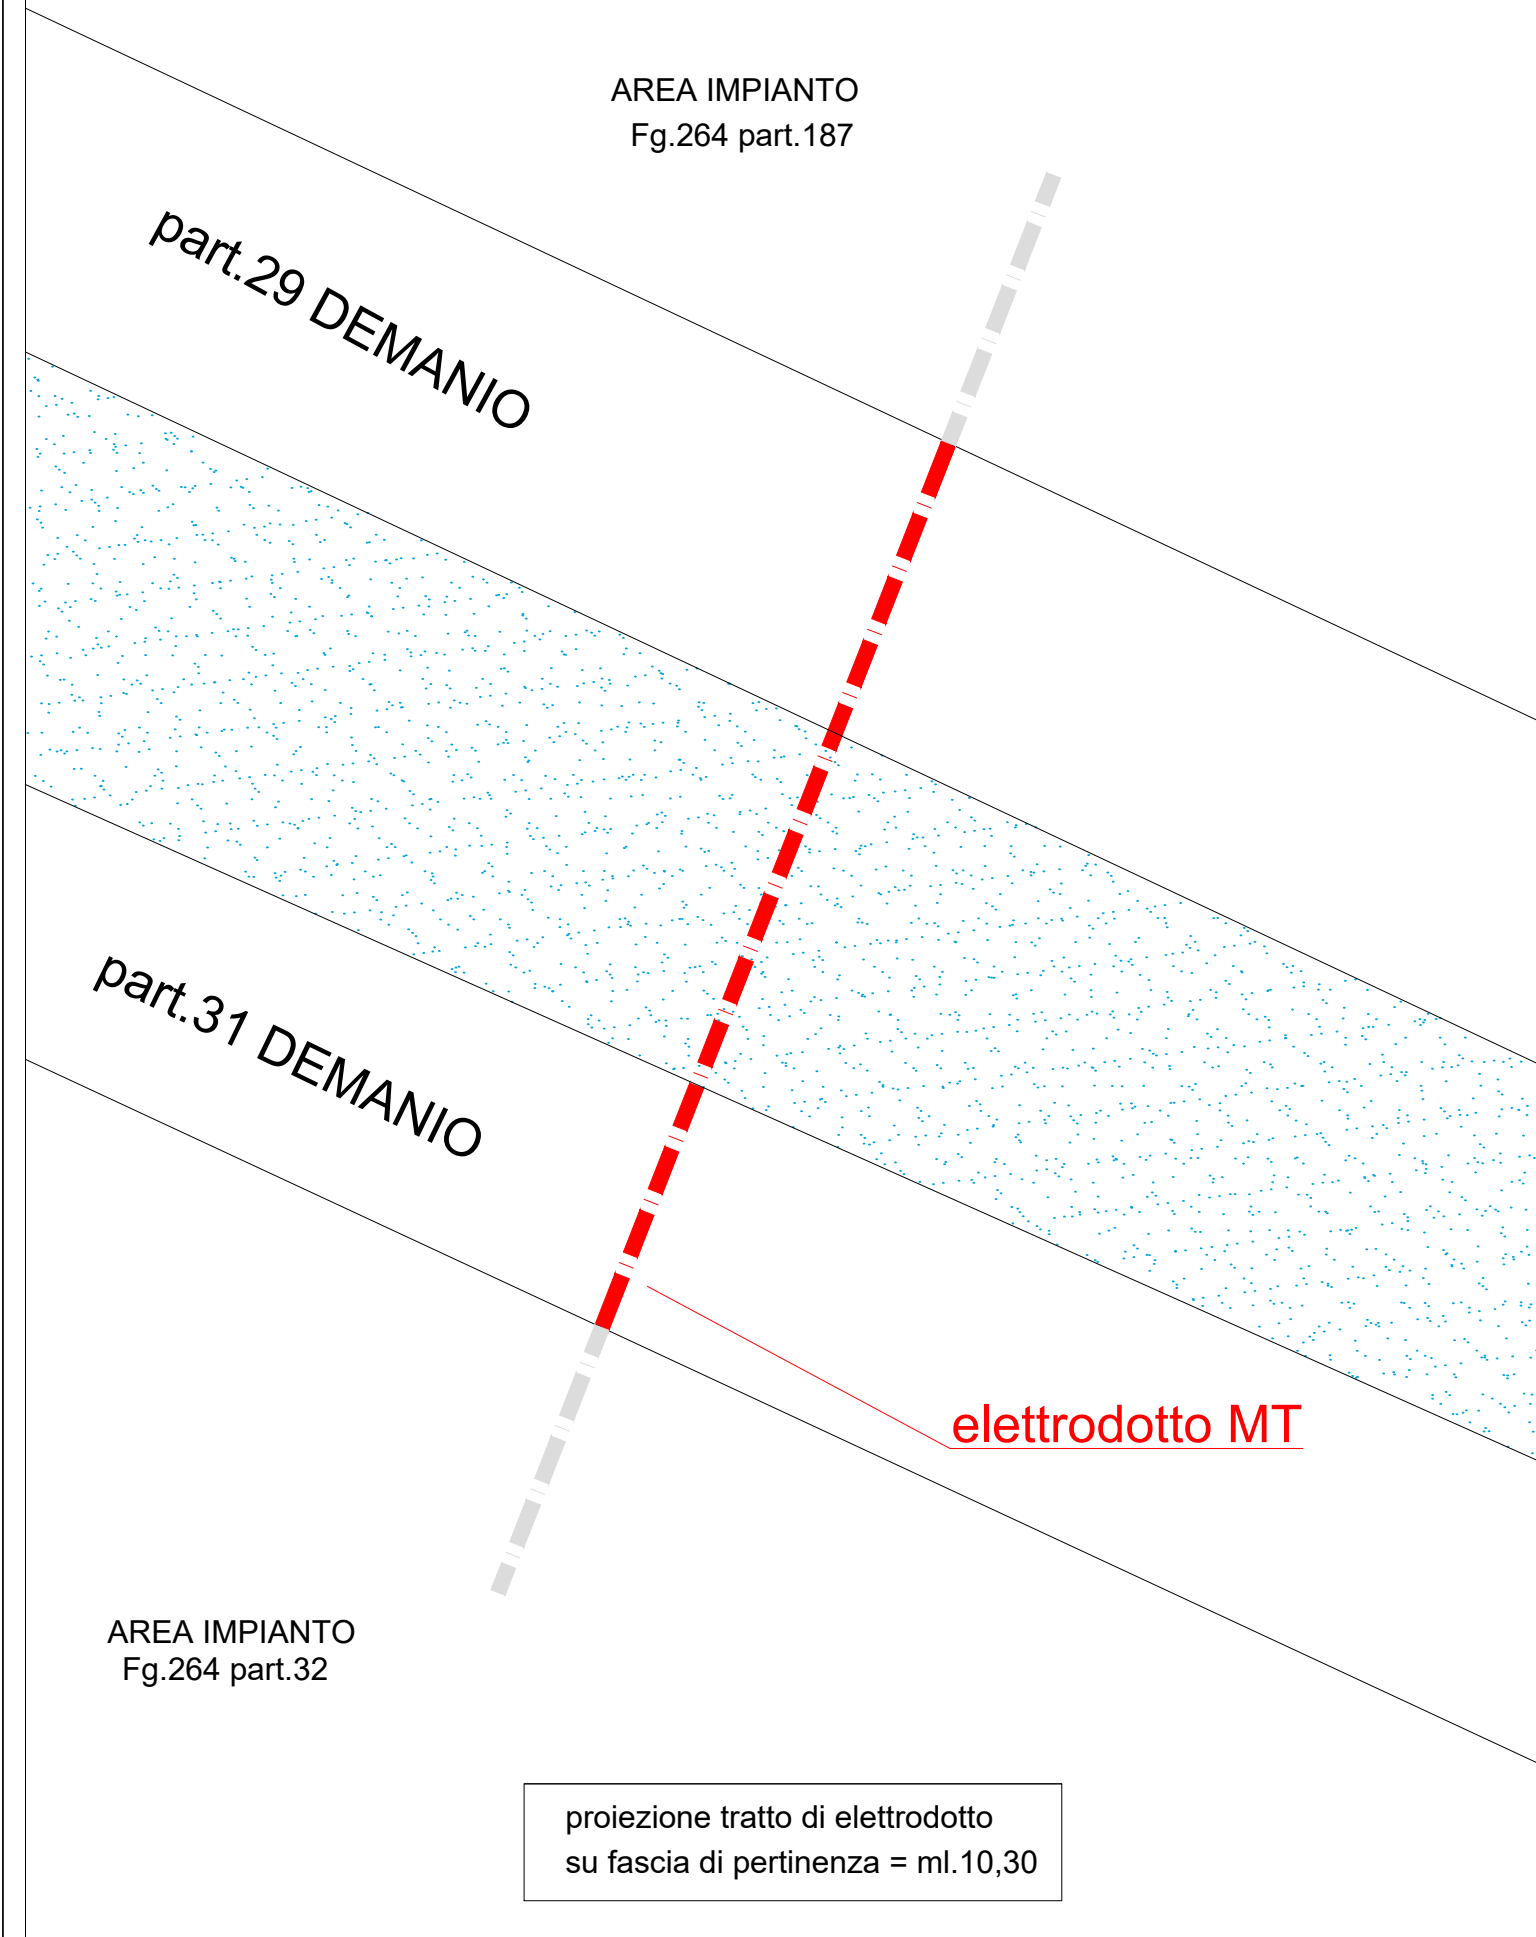 AREA IMPIANTO
Fg.264 part.187
part.29 DEMANIO
part.31 DEMANIO
elettrodotto MT
AREA IMPIANTO
Fg.264 part.32
proiezione tratto di elettrodotto
su fascia di pertinenza = ml.10,30